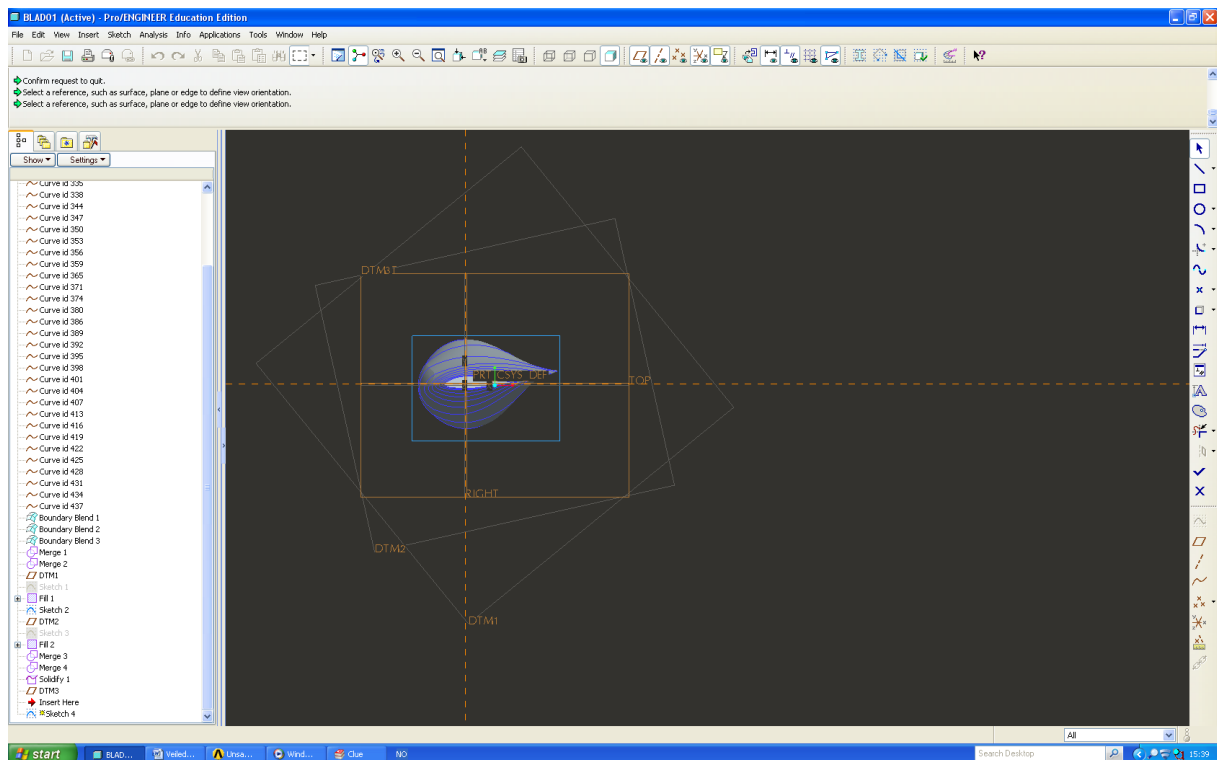 BLAD01 (Active) - Pro/ENGINEER Education Edition
File Edit View Insert Sketch Analysis Info Applications Tools Window Help
Confirm request to quit.
Select a reference, such as surface, plane or edge to define view orientation.
Select a reference, such as surface, plane or edge to define view orientation.
Show Settings
Curve id 335
Curve id 338
Curve id 344
Curve id 347
Curve id 350
Curve id 353
Curve id 356
Curve id 359
Curve id 365
Curve id 371
Curve id 374
Curve id 380
Curve id 386
Curve id 389
Curve id 392
Curve id 395
Curve id 398
Curve id 401
Curve id 404
Curve id 407
Curve id 413
Curve id 416
Curve id 419
Curve id 422
Curve id 425
Curve id 428
Curve id 431
Curve id 434
Curve id 437
Boundary Blend 1
Boundary Blend 2
Boundary Blend 3
Merge 1
Merge 2
DTM1
Sketch 1
Fill 1
Sketch 2
DTM2
Sketch 3
Fill 2
Merge 3
Merge 4
Solidify 1
DTM3
Insert Here
Sketch 4
DTM3
PRT CSYS DEF
TOP
RIGHT
DTM2
DTM1
All
start BLAD... Veiled... Unsa... Wind... Clue NO Search Desktop 15:39